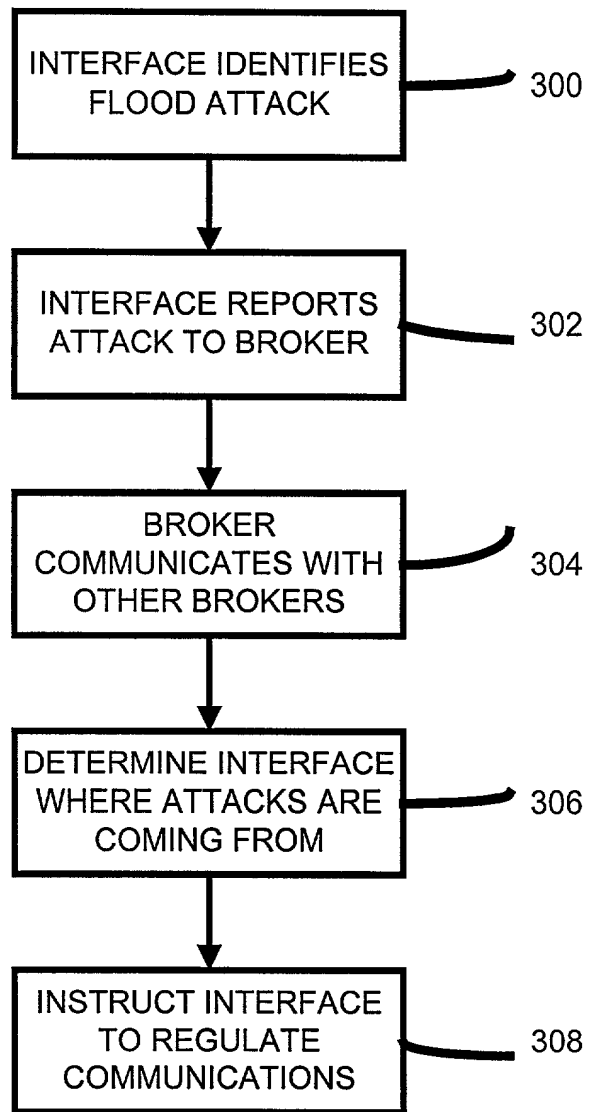 INTERFACE IDENTIFIES
FLOOD ATTACK
300
INTERFACE REPORTS
ATTACK TO BROKER
302
BROKER
COMMUNICATES WITH
OTHER BROKERS
304
DETERMINE INTERFACE
WHERE ATTACKS ARE
COMING FROM
306
INSTRUCT INTERFACE
TO REGULATE
COMMUNICATIONS
308